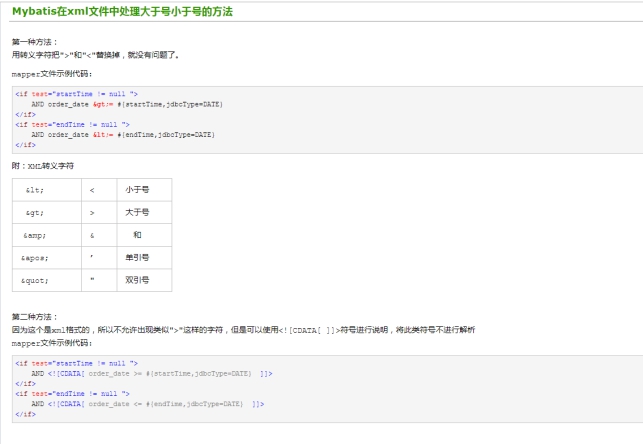 Mybatis在xml文件中处理大于号小于号的方法
第一种方法：
用转义字符把">"和"<"替换掉，就没有问题了。
mapper文件示例代码：
<if test="startTime != null ">
AND order_date &gt;= #{startTime,jdbcType=DATE}
</if>
<if test="endTime != null ">
AND order_date &lt;= #{endTime,jdbcType=DATE}
</if>
附：XML转义字符
&lt; < 小于号
&gt; > 大于号
&amp; & 和
&apos; ' 单引号
&quot; " 双引号
第二种方法：
因为这个是xml格式的，所以不允许出现类似">"这样的字符，但是可以使用<![CDATA[ ]]>符号进行说明，将此类符号不进行解析
mapper文件示例代码：
<if test="startTime != null ">
AND <![CDATA[ order_date >= #{startTime,jdbcType=DATE} ]]>
</if>
<if test="endTime != null ">
AND <![CDATA[ order_date <= #{endTime,jdbcType=DATE} ]]>
</if>